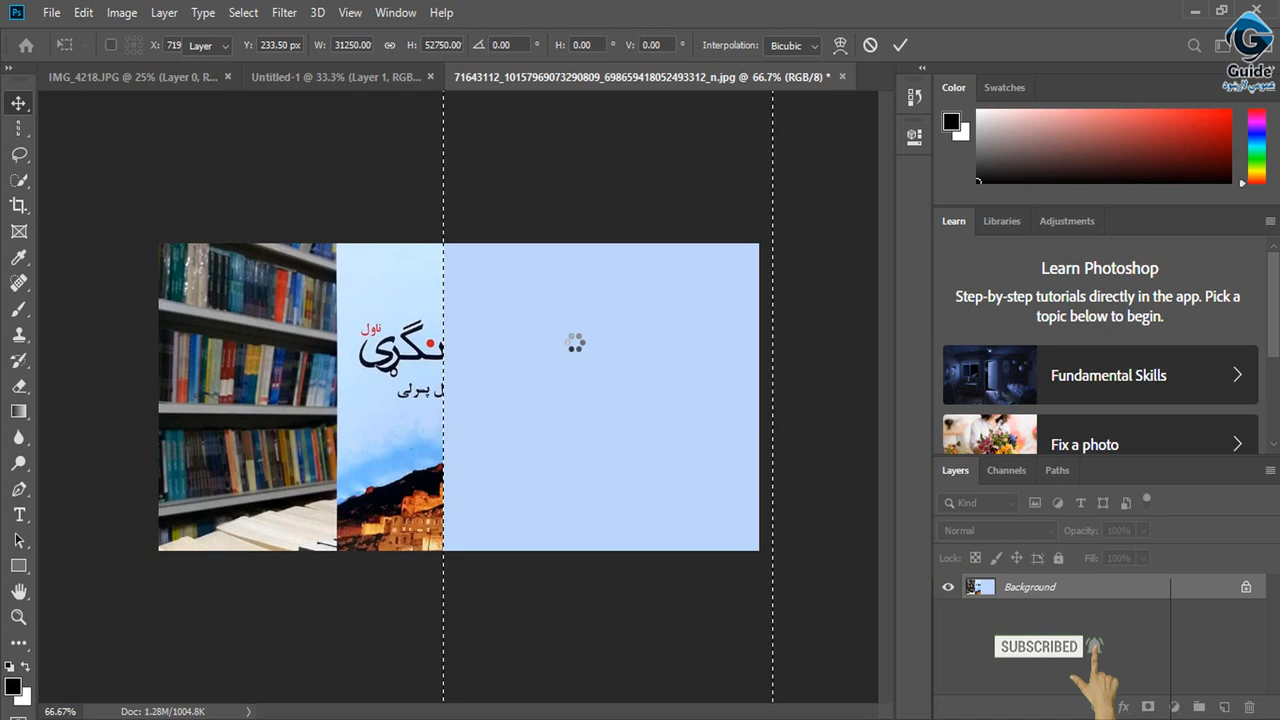 Ps File Edit Image Layer Type Select Filter 3D View Window Help
X: 719 Layer Y: 233.50 px W: 31250.00 H: 52750.00 0.00 ° H: 0.00 ° V: 0.00 ° Interpolation: Bicubic
G
Guide
IMG_4218.JPG @ 25% (Layer 0, R... × Untitled-1 @ 33.3% (Layer 1, RGB... × 71643112_10157969073290809_698659418052493312_n.jpg @ 66.7% (RGB/8) * ×
Color Swatches
Learn Libraries Adjustments
Learn Photoshop
Step-by-step tutorials directly in the app. Pick a
topic below to begin.
ناول
Fundamental Skills
Fix a photo
Layers Channels Paths
Kind
Normal Opacity: 100%
Lock: Fill: 100%
Background
SUBSCRIBED
fx
66.67% Doc: 1.28M/1004.8K